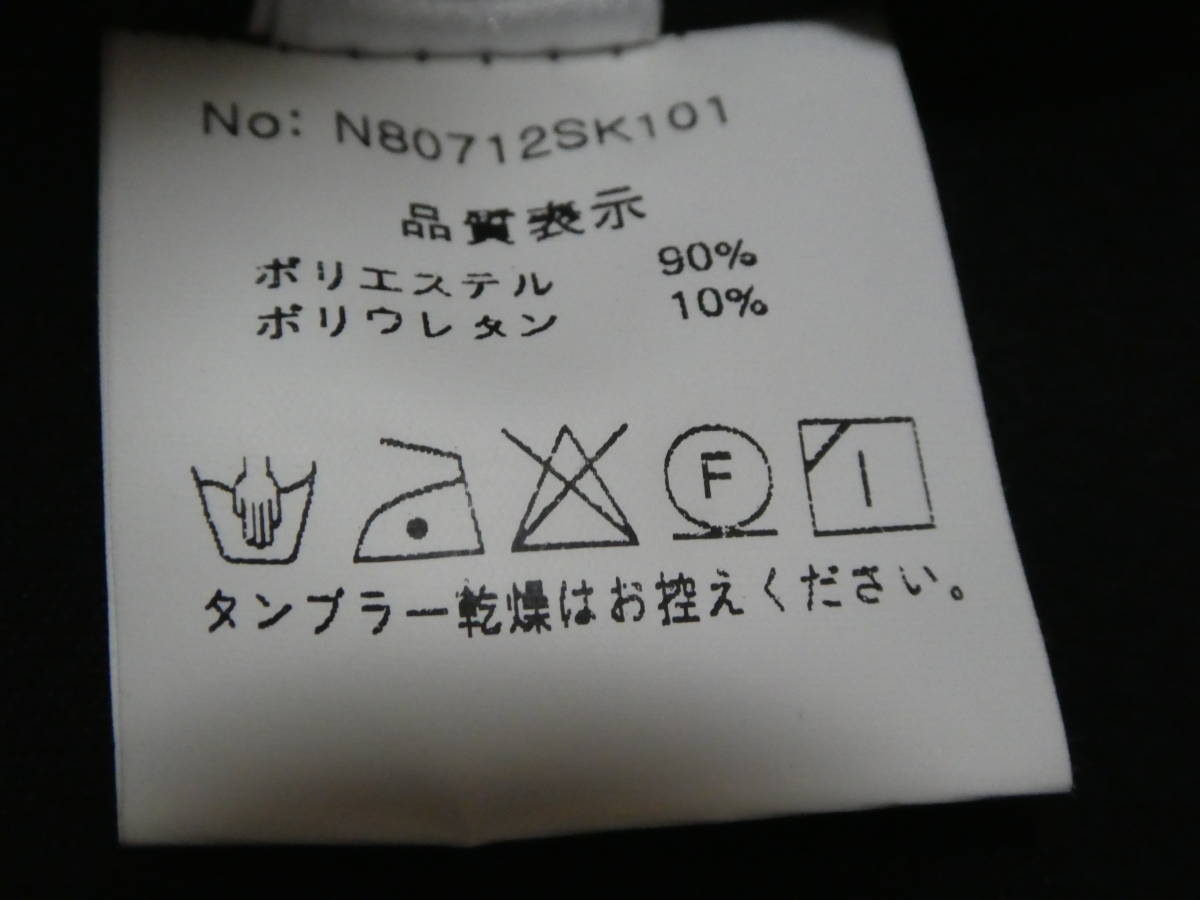 No: N80712SK101
品質表示
ポリエステル 90%
ポリウレタン 10%
F
タンブラー乾燥はお控えください。